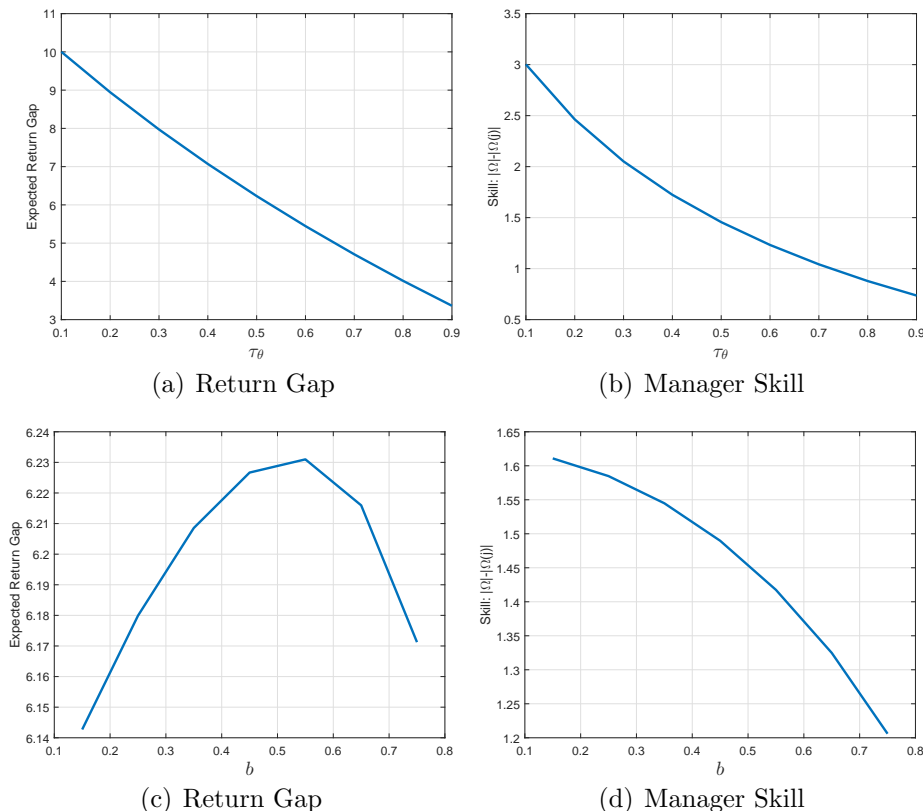 11
10
9
8
7
6
5
4
3
Expected Return Gap
0.1 0.2 0.3 0.4 0.5 0.6 0.7 0.8 0.9
τθ
(a) Return Gap
3.5
3
2.5
2
1.5
1
0.5
Skill: |Ω|-|Ω(j)|
0.1 0.2 0.3 0.4 0.5 0.6 0.7 0.8 0.9
τθ
(b) Manager Skill
6.24
6.23
6.22
6.21
6.2
6.19
6.18
6.17
6.16
6.15
6.14
Expected Return Gap
0.1 0.2 0.3 0.4 0.5 0.6 0.7 0.8
b
(c) Return Gap
1.65
1.6
1.55
1.5
1.45
1.4
1.35
1.3
1.25
1.2
Skill: |Ω|-|Ω(j)|
0.1 0.2 0.3 0.4 0.5 0.6 0.7 0.8
b
(d) Manager Skill